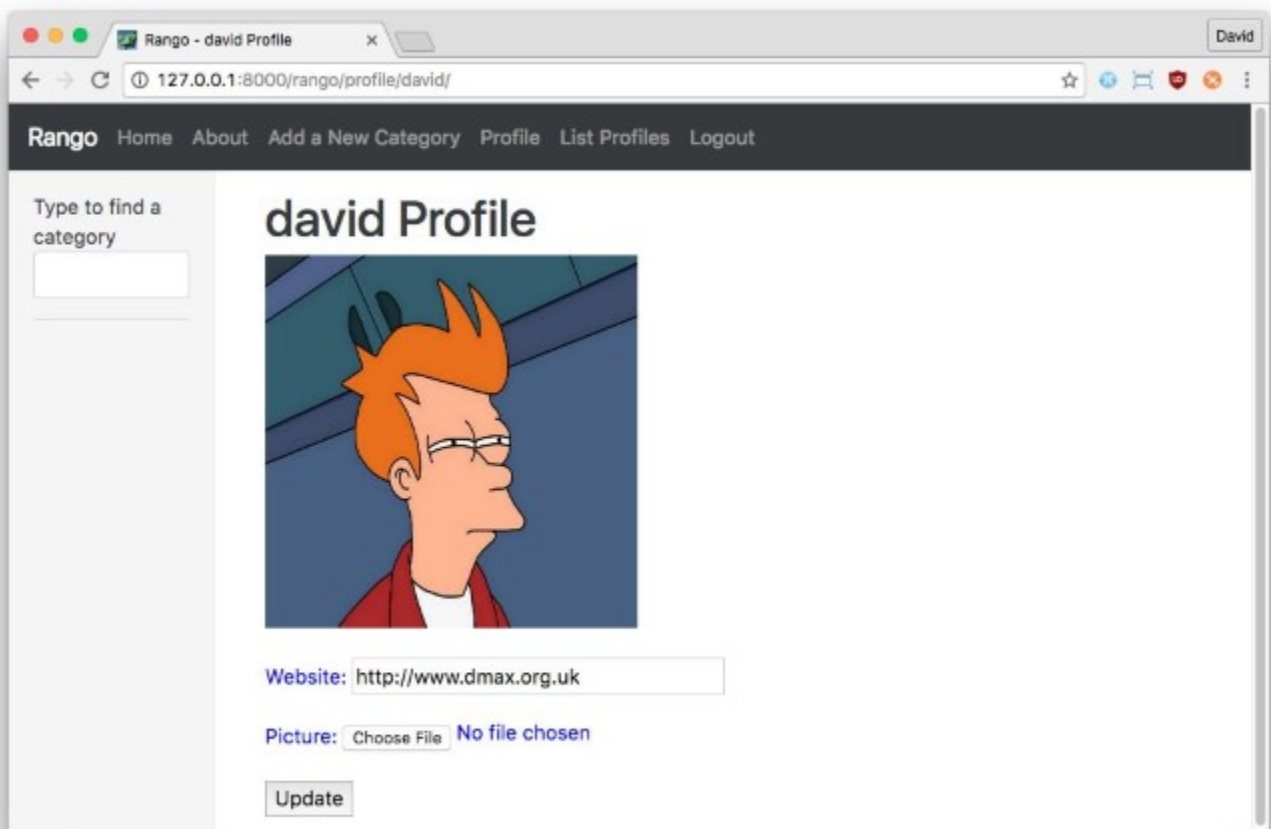 Rango - david Profile
David
127.0.0.1:8000/rango/profile/david/
Rango Home About Add a New Category Profile List Profiles Logout
Type to find a
category
david Profile
Website: http://www.dmax.org.uk
Picture: Choose File No file chosen
Update